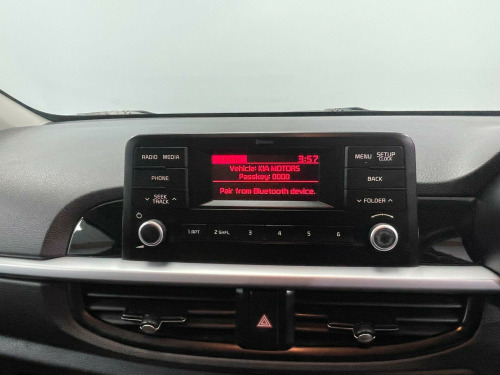 RADIO MEDIA
3:57
MENU SETUP
CLOCK
Vehicle: KIA MOTORS
Passkey: 0000
PHONE
BACK
Pair from Bluetooth device.
SEEK
TRACK
FOLDER
1 RPT 2 SHFL 3 4 5 6